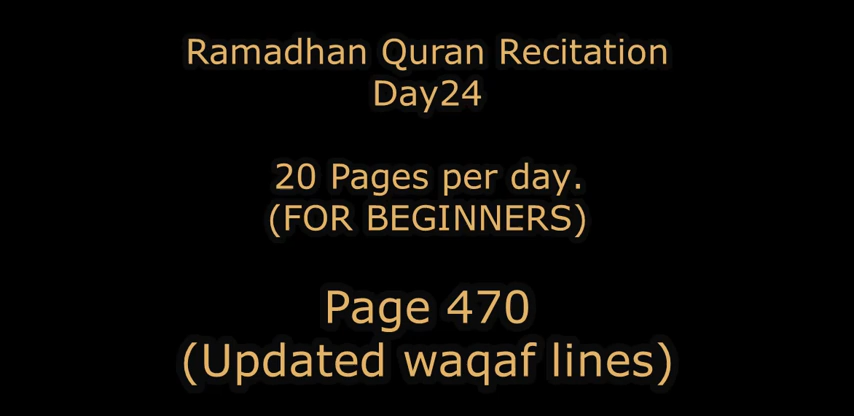 Ramadhan Quran Recitation
Day24
20 Pages per day.
(FOR BEGINNERS)
Page 470
(Updated waqaf lines)